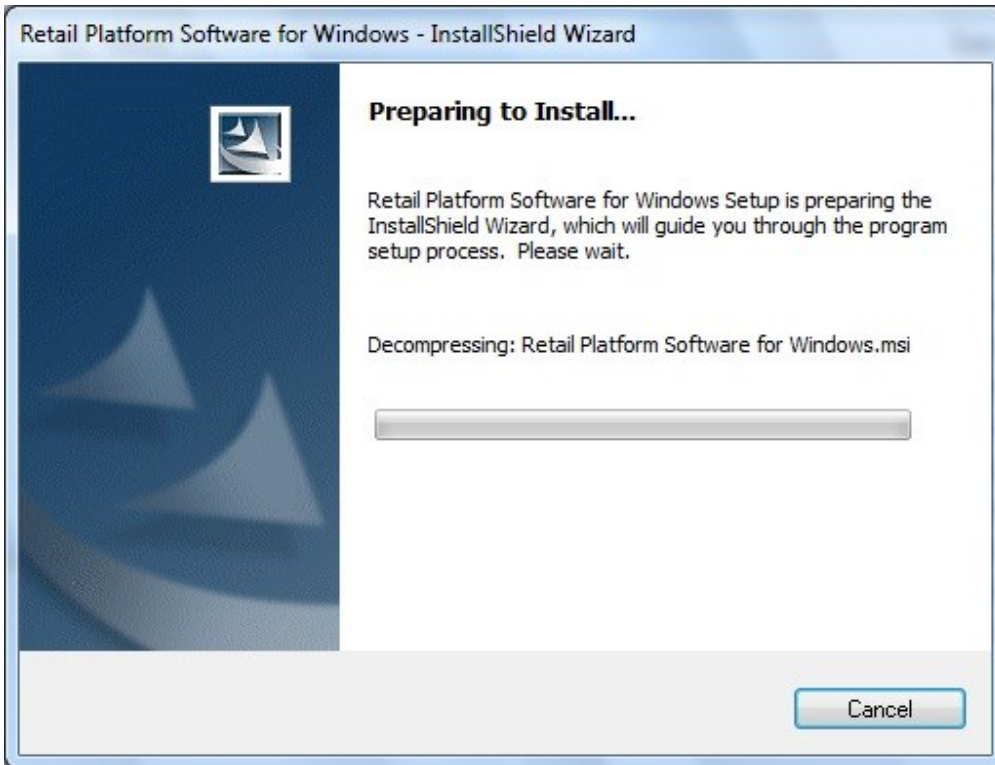 Retail Platform Software for Windows - InstallShield Wizard
Preparing to Install...
Retail Platform Software for Windows Setup is preparing the
InstallShield Wizard, which will guide you through the program
setup process.  Please wait.
Decompressing: Retail Platform Software for Windows.msi
Cancel